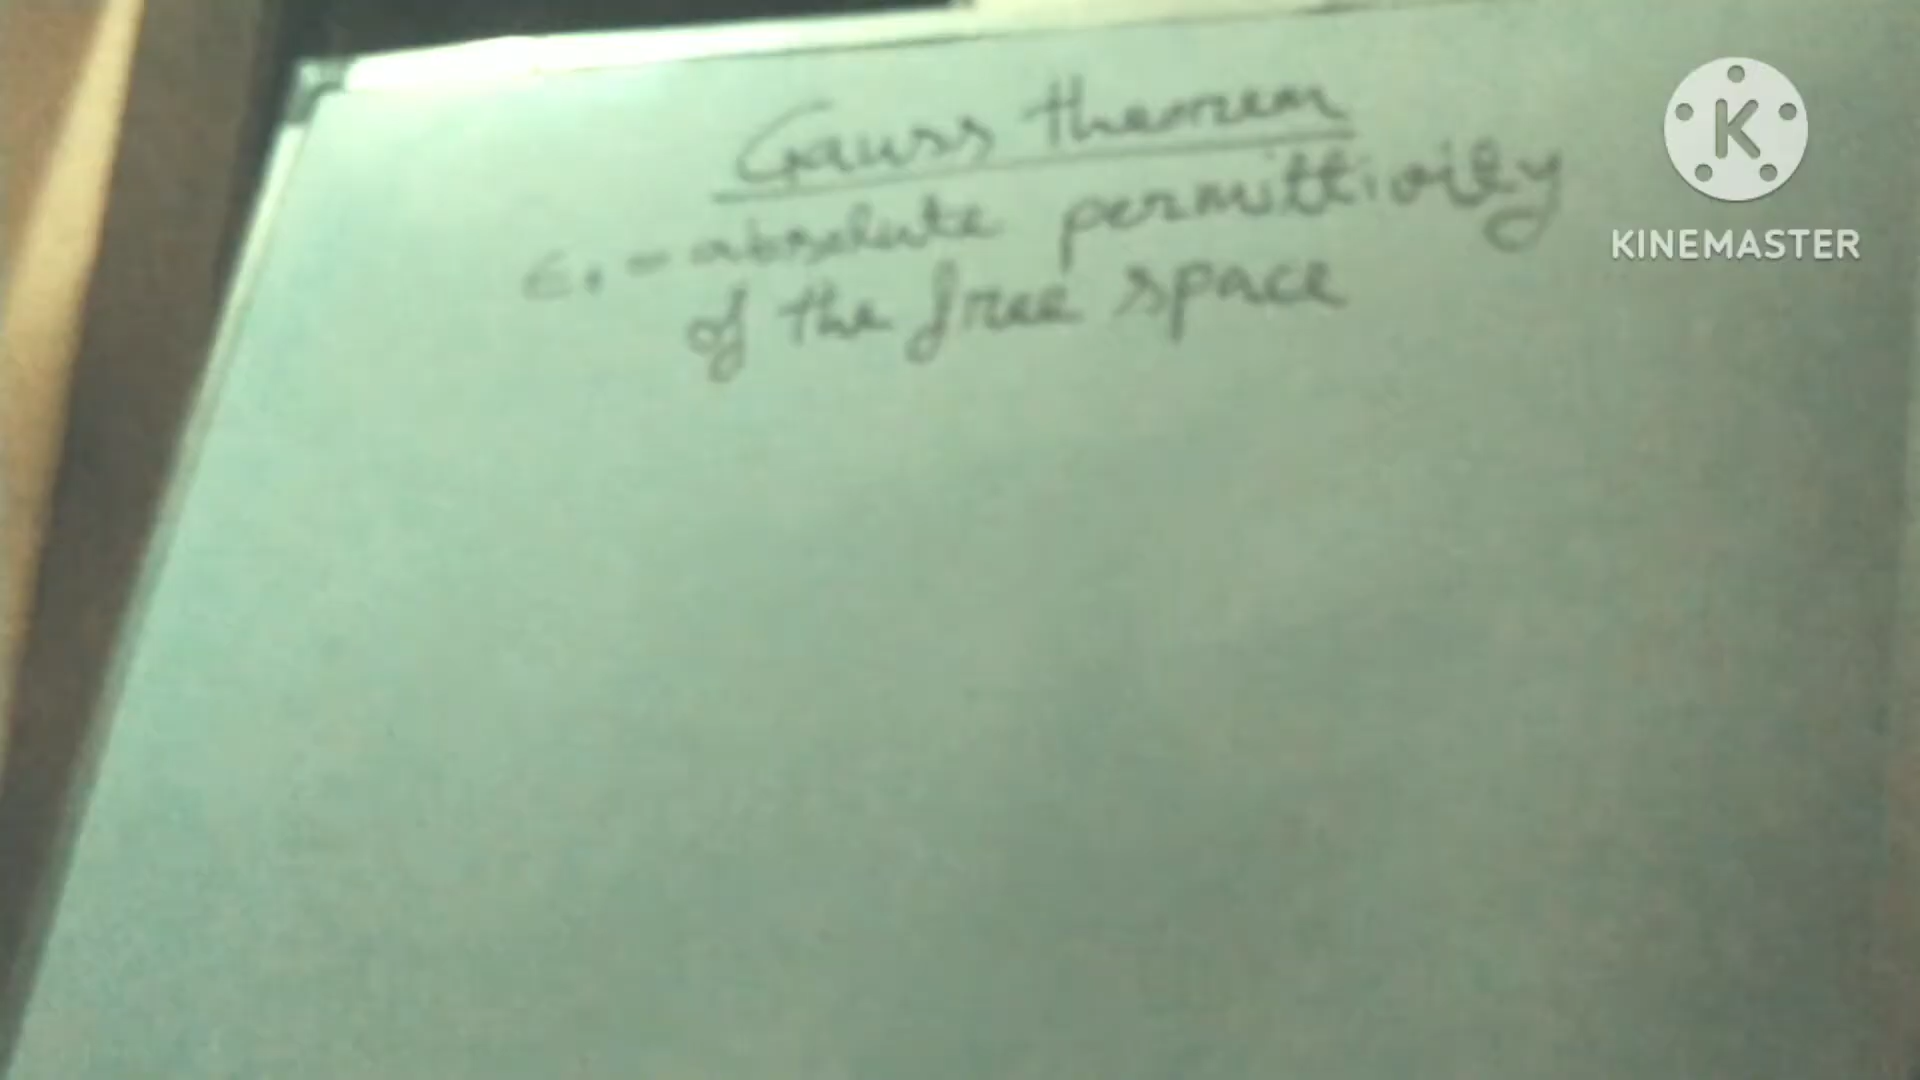 Gauss theorem
ε₀ - absolute permittivity
of the free space
K
KINEMASTER